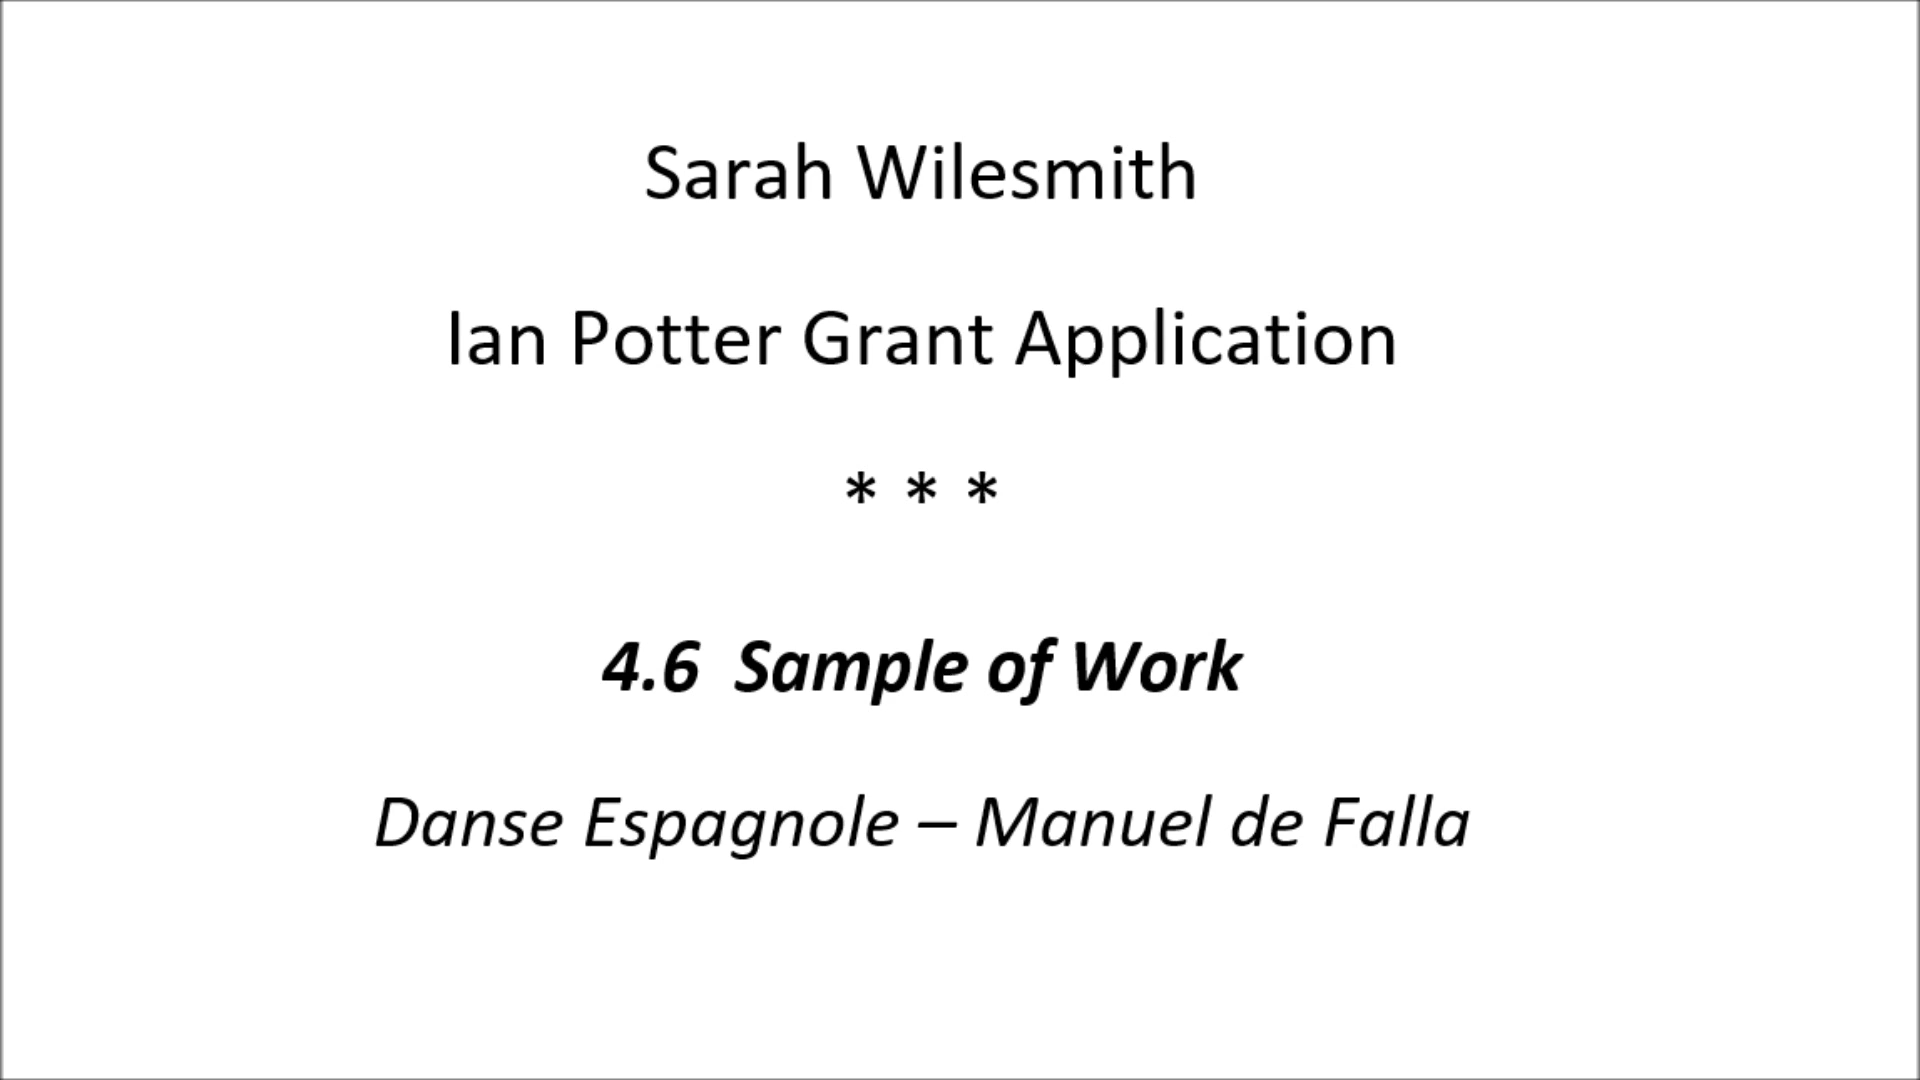 Sarah Wilesmith
Ian Potter Grant Application
* * *
4.6  Sample of Work
Danse Espagnole – Manuel de Falla